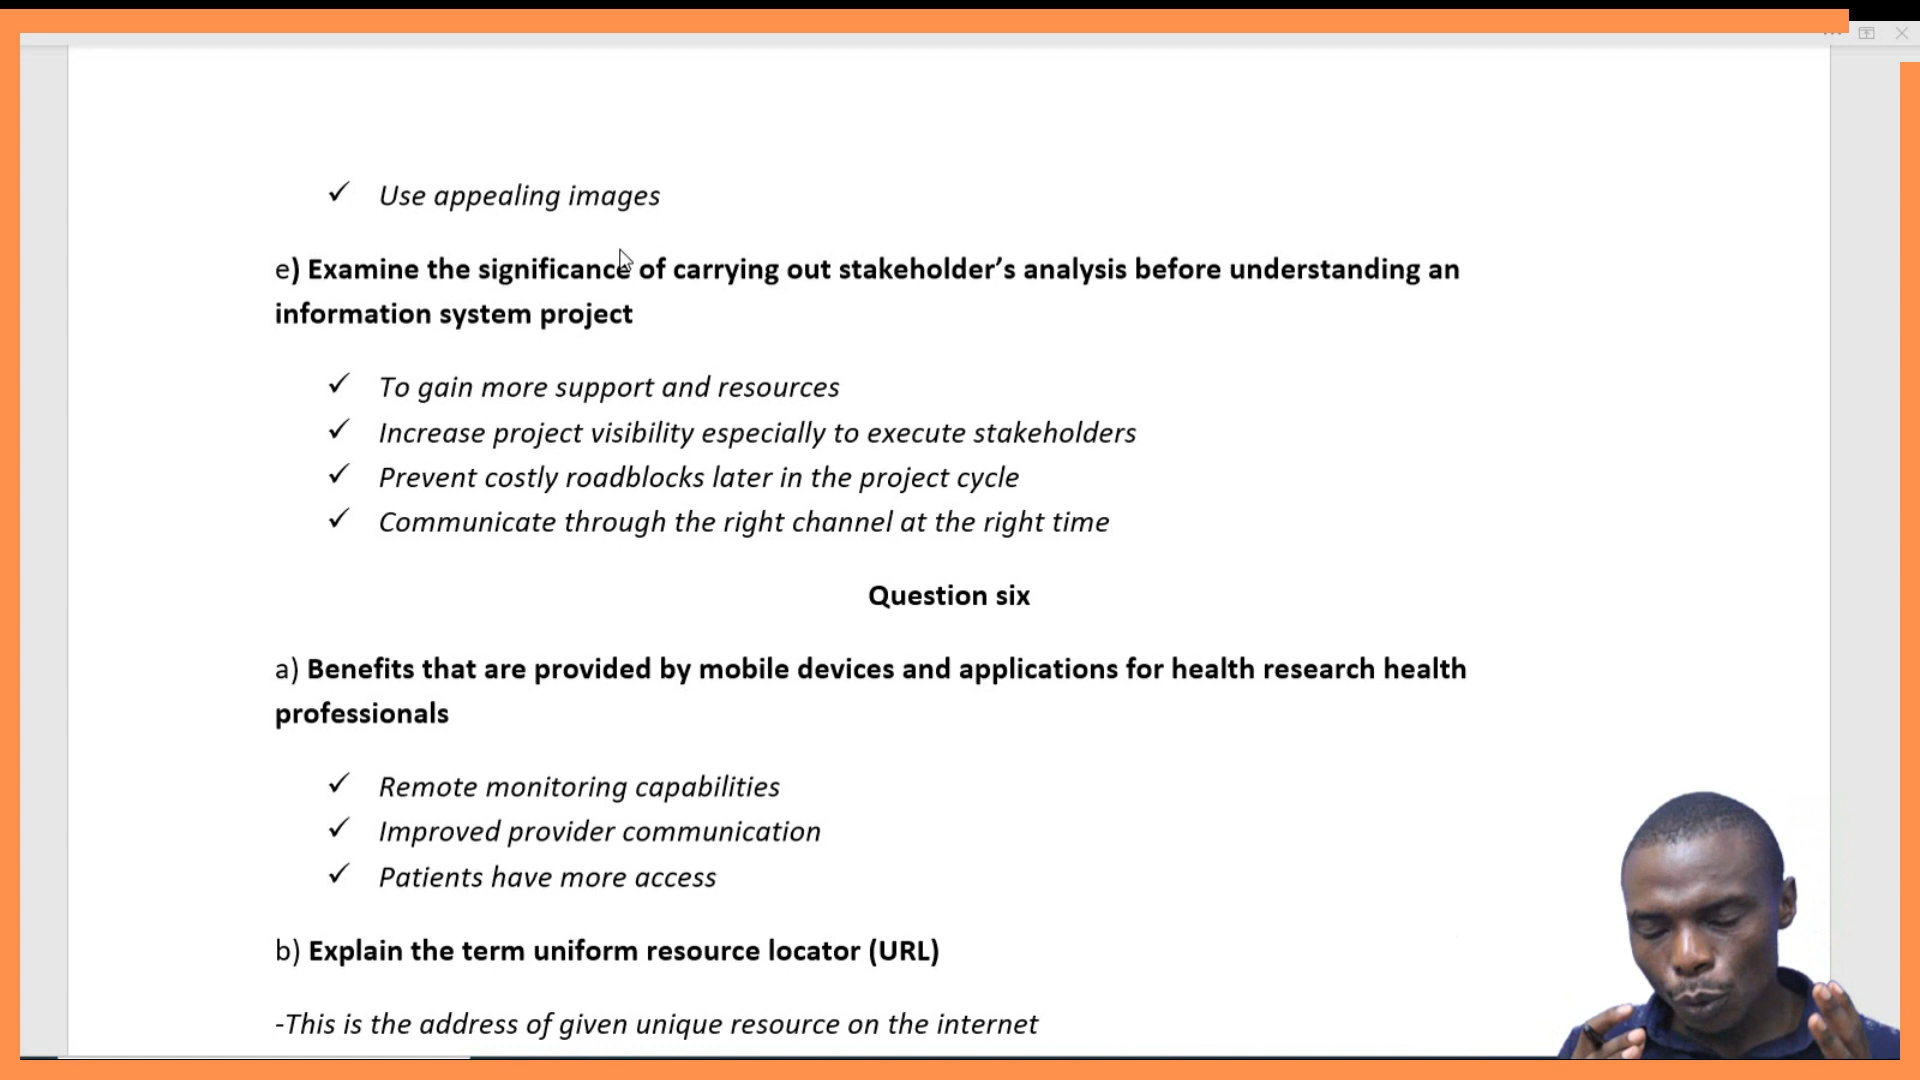 ✓ Use appealing images
e) Examine the significance of carrying out stakeholder’s analysis before understanding an
information system project
✓ To gain more support and resources
✓ Increase project visibility especially to execute stakeholders
✓ Prevent costly roadblocks later in the project cycle
✓ Communicate through the right channel at the right time
Question six
a) Benefits that are provided by mobile devices and applications for health research health
professionals
✓ Remote monitoring capabilities
✓ Improved provider communication
✓ Patients have more access
b) Explain the term uniform resource locator (URL)
-This is the address of given unique resource on the internet